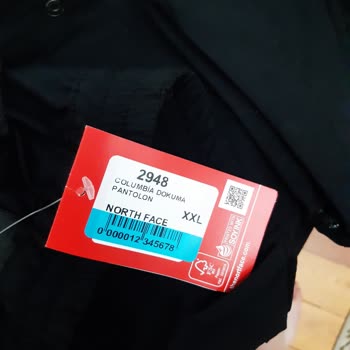 2948
COLUMBIA DOKUMA
PANTOLON
NORTH FACE XXL
0 000012 345678